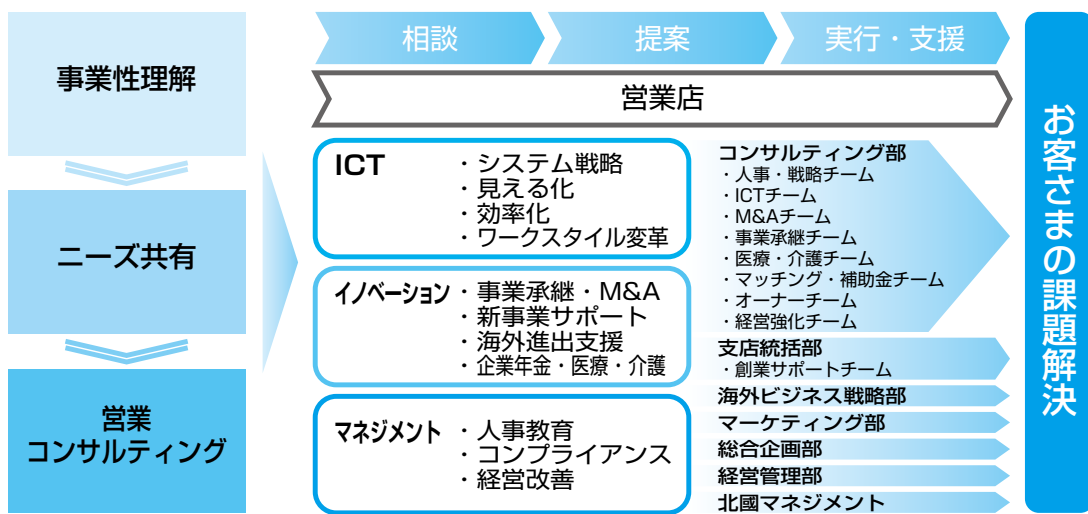 事業性理解
ニーズ共有
営業
コンサルティング
相談
提案
実行・支援
営業店
ICT
・システム戦略
・見える化
・効率化
・ワークスタイル変革
イノベーション
・事業承継・M&A
・新事業サポート
・海外進出支援
・企業年金・医療・介護
マネジメント
・人事教育
・コンプライアンス
・経営改善
コンサルティング部
・人事・戦略チーム
・ICTチーム
・M&Aチーム
・事業承継チーム
・医療・介護チーム
・マッチング・補助金チーム
・オーナーチーム
・経営強化チーム
支店統括部
・創業サポートチーム
海外ビジネス戦略部
マーケティング部
総合企画部
経営管理部
北國マネジメント
お客さまの課題解決